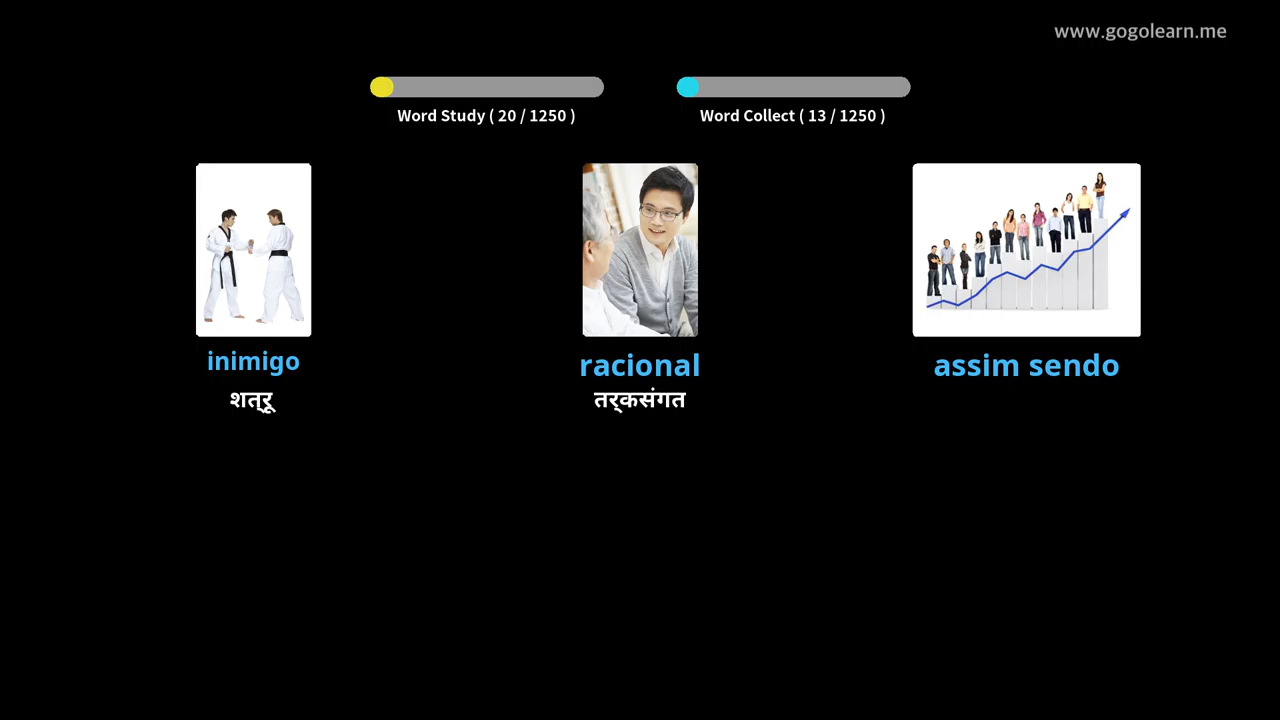 www.gogolearn.me
Word Study ( 20 / 1250 )
Word Collect ( 13 / 1250 )
inimigo
शत्रू
racional
तर्कसंगत
assim sendo